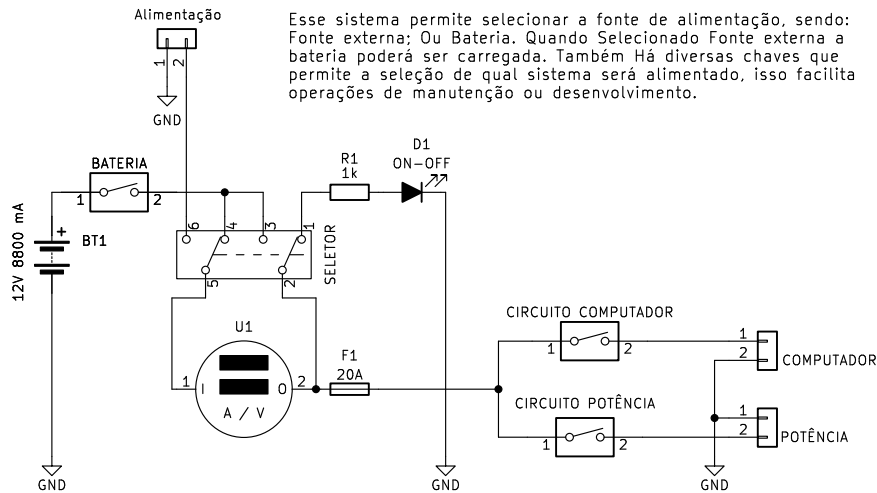 Alimentação
Esse sistema permite selecionar a fonte de alimentação, sendo:
Fonte externa; Ou Bateria. Quando Selecionado Fonte externa a
bateria poderá ser carregada. Também Há diversas chaves que
permite a seleção de qual sistema será alimentado, isso facilita
operações de manutenção ou desenvolvimento.
1 2
GND
BATERIA
1 2
R1
1k
D1
ON-OFF
12V 8800 mA
+
BT1
6 4 3 1
5 2
SELETOR
U1
1 I O 2
A / V
F1
20A
CIRCUITO COMPUTADOR
1 2
1
2
COMPUTADOR
CIRCUITO POTÊNCIA
1 2
1
2
POTÊNCIA
GND
GND
GND